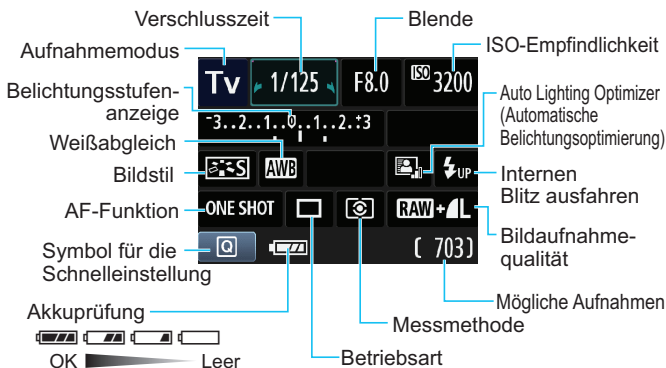 Verschlusszeit
Blende
Aufnahmemodus
ISO-Empfindlichkeit
Tv 1/125 F8.0 ISO 3200
Belichtungsstufen-
anzeige
-3..2..1..0..1..2.:+3
Auto Lighting Optimizer
(Automatische
Belichtungsoptimierung)
Weißabgleich
Bildstil
S AWB UP
Internen
Blitz ausfahren
AF-Funktion
ONE SHOT RAW+L
Bildaufnahme-
qualität
Symbol für die
Schnelleinstellung
Q [ 703]
Mögliche Aufnahmen
Akkuprüfung
Messmethode
OK Leer
Betriebsart